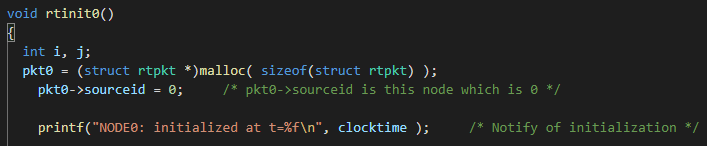 void rtinit0()
{
  int i, j;
  pkt0 = (struct rtpkt *)malloc( sizeof(struct rtpkt) );
    pkt0->sourceid = 0;     /* pkt0->sourceid is this node which is 0 */
    printf("NODE0: initialized at t=%f\n", clocktime );     /* Notify of initialization */